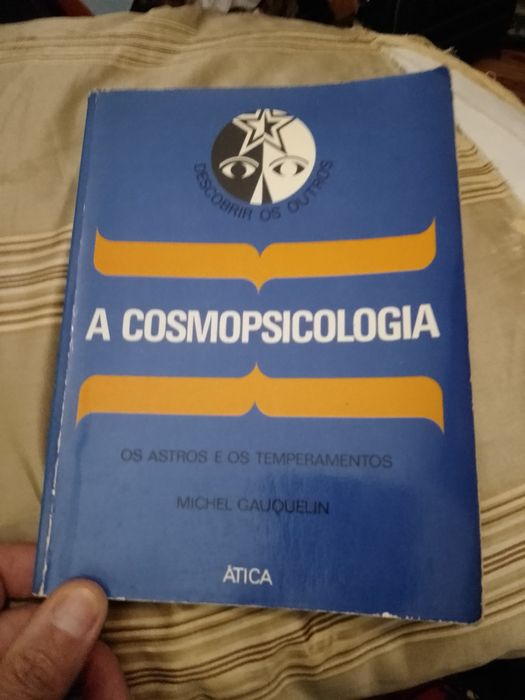 DESCOBRIR OS OUTROS
A COSMOPSICOLOGIA
OS ASTROS E OS TEMPERAMENTOS
MICHEL GAUQUELIN
ÁTICA